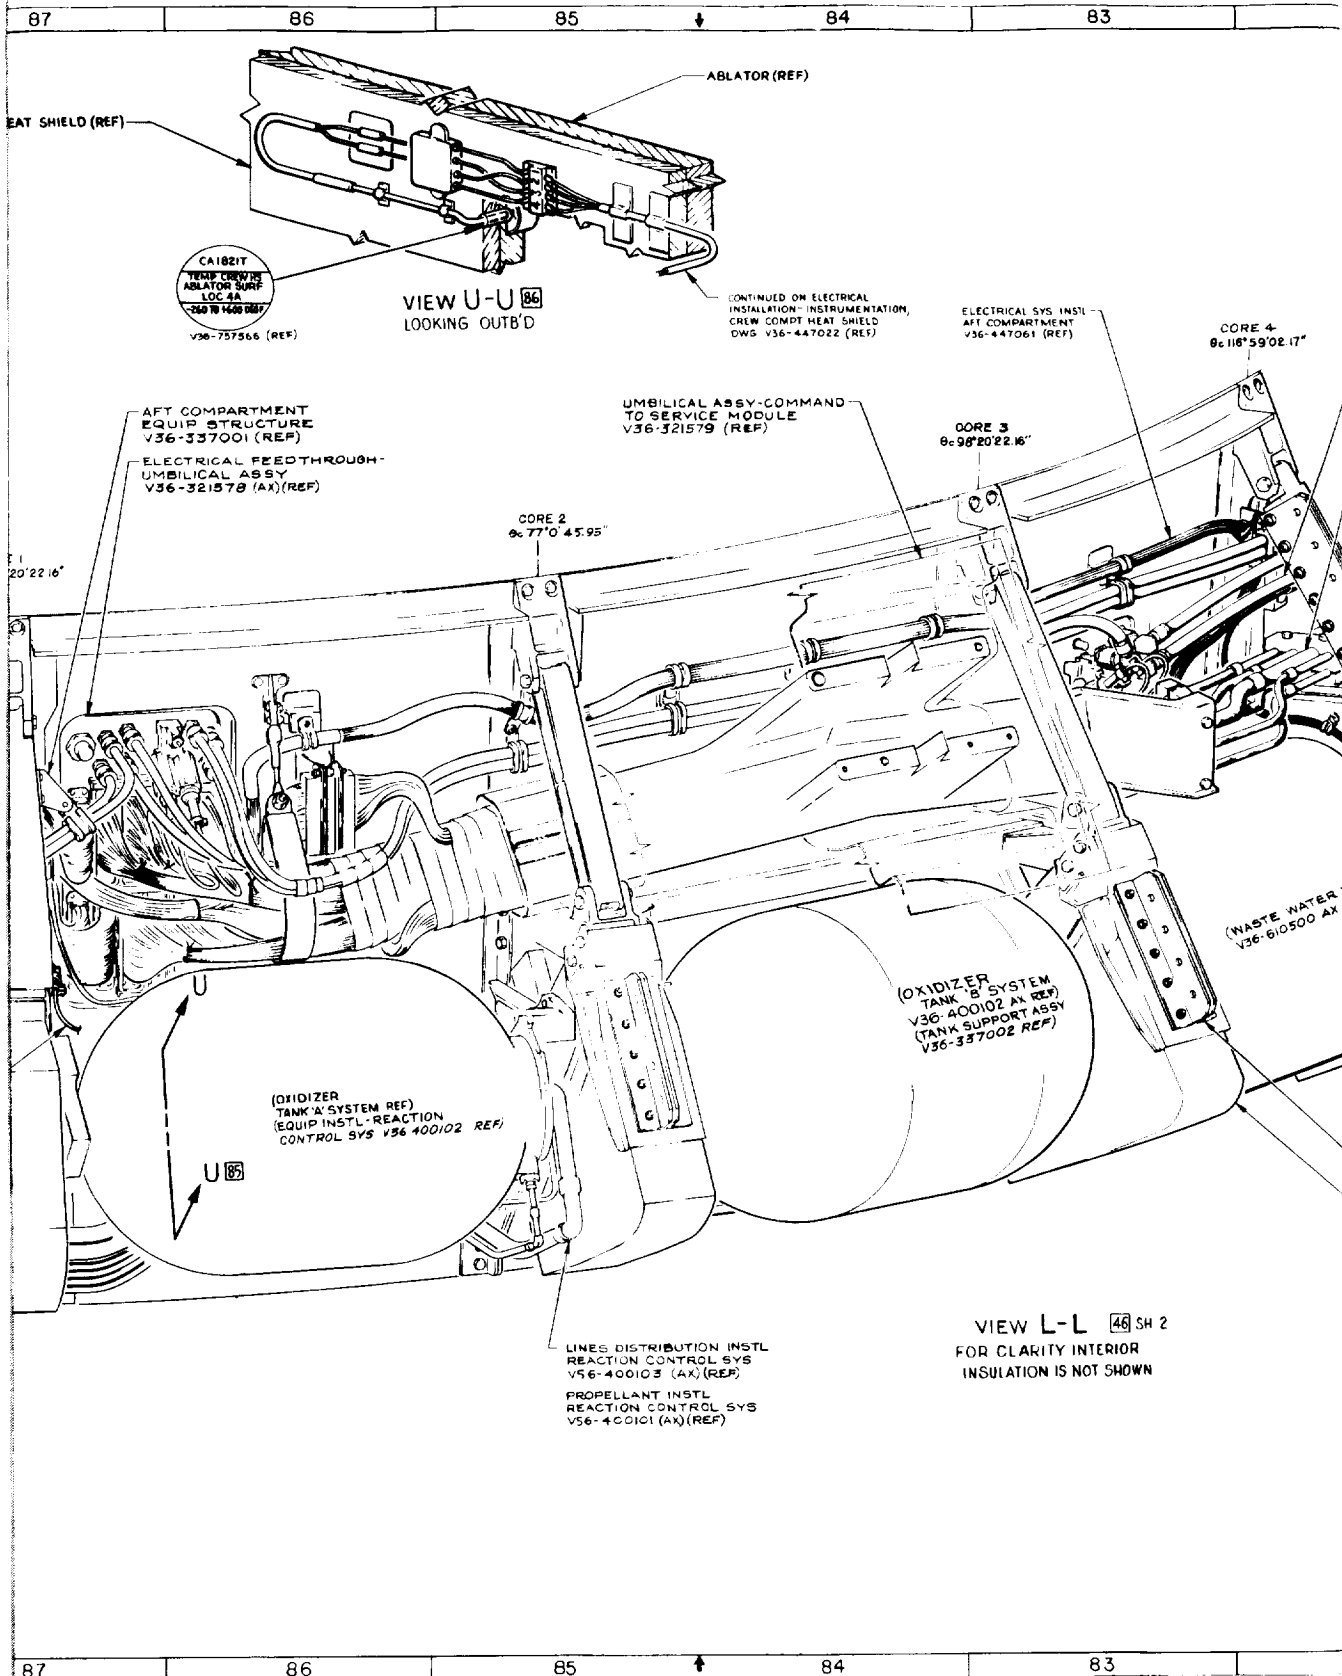 87 86 85 84 83
ABLATOR (REF)
EAT SHIELD (REF)
CA1821T
TEMP CREW HS
ABLATOR SURF
LOC 4A
V36-757566 (REF)
VIEW U-U 86
LOOKING OUTB'D
CONTINUED ON ELECTRICAL
INSTALLATION-INSTRUMENTATION,
CREW COMPT HEAT SHIELD
DWG V36-447022 (REF)
ELECTRICAL SYS INSTL
AFT COMPARTMENT
V36-447061 (REF)
CORE 4
θc 116°59'02.17"
AFT COMPARTMENT
EQUIP STRUCTURE
V36-337001 (REF)
ELECTRICAL FEEDTHROUGH-
UMBILICAL ASSY
V36-321578 (AX)(REF)
UMBILICAL ASSY-COMMAND
TO SERVICE MODULE
V36-321579 (REF)
CORE 3
θc 98°20'22.16"
CORE 2
θc 77°0'45.95"
1
20'22.16"
(WASTE WATER
V36-610500 AX
(OXIDIZER
TANK 'B' SYSTEM
V36-400102 AX REF)
(TANK SUPPORT ASSY
V36-337002 REF)
U
(OXIDIZER
TANK 'A' SYSTEM REF)
(EQUIP INSTL-REACTION
CONTROL SYS V36 400102 REF)
U 85
LINES DISTRIBUTION INSTL
REACTION CONTROL SYS
V56-400103 (AX)(REF)
PROPELLANT INSTL
REACTION CONTROL SYS
V56-400101 (AX)(REF)
VIEW L-L 46 SH 2
FOR CLARITY INTERIOR
INSULATION IS NOT SHOWN
87 86 85 84 83